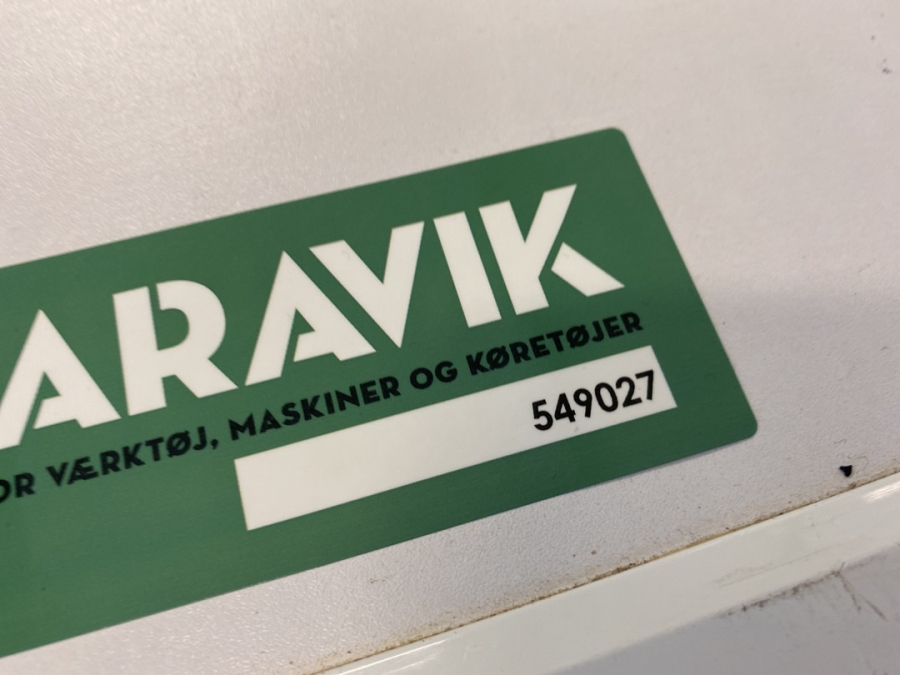 ARAVIK
OR VÆRKTØJ, MASKINER OG KØRETØJER
549027